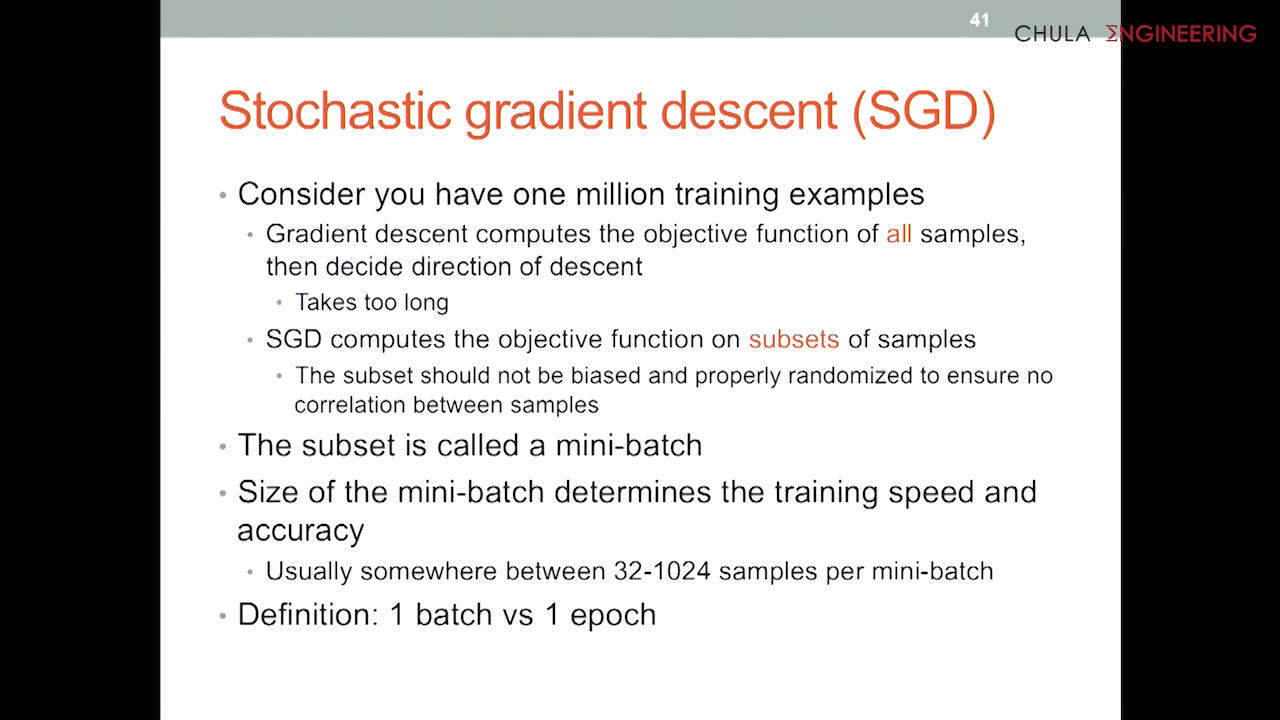 41
CHULA ΣNGINEERING
Stochastic gradient descent (SGD)
• Consider you have one million training examples
• Gradient descent computes the objective function of all samples,
then decide direction of descent
• Takes too long
• SGD computes the objective function on subsets of samples
• The subset should not be biased and properly randomized to ensure no
correlation between samples
• The subset is called a mini-batch
• Size of the mini-batch determines the training speed and
accuracy
• Usually somewhere between 32-1024 samples per mini-batch
• Definition: 1 batch vs 1 epoch